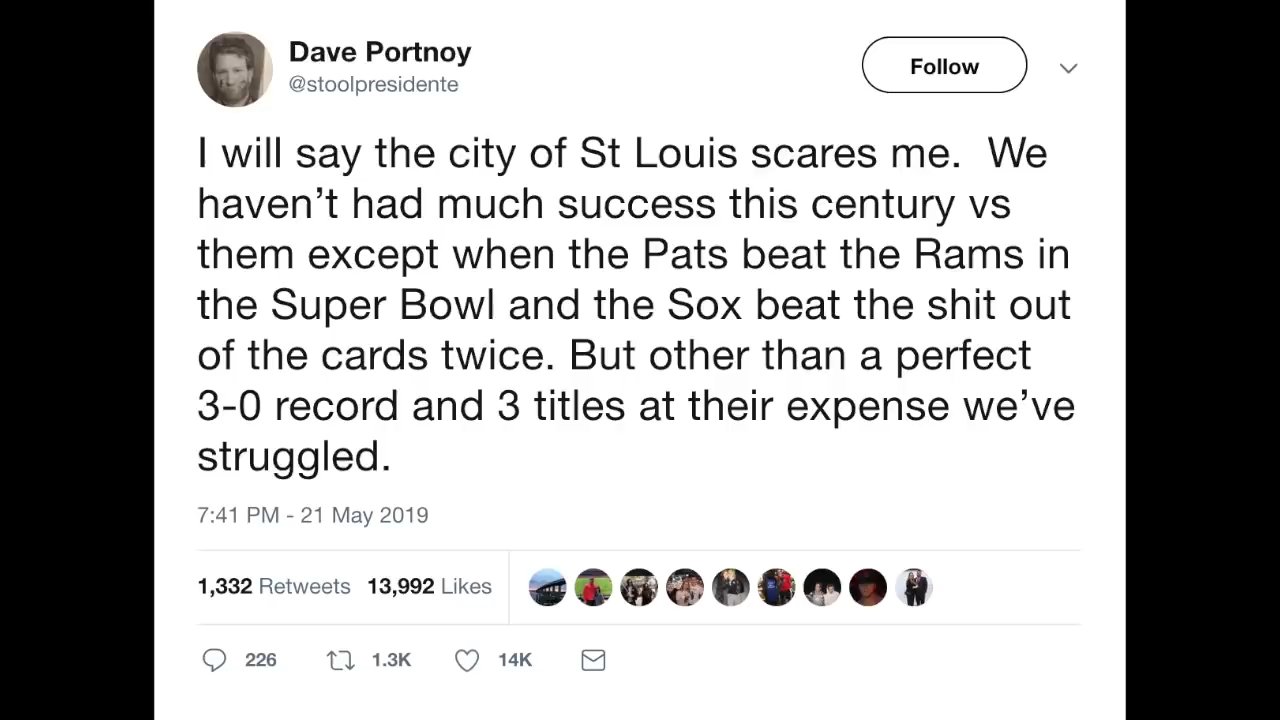 Dave Portnoy
@stoolpresidente
Follow
I will say the city of St Louis scares me.  We
haven’t had much success this century vs
them except when the Pats beat the Rams in
the Super Bowl and the Sox beat the shit out
of the cards twice. But other than a perfect
3-0 record and 3 titles at their expense we’ve
struggled.
7:41 PM - 21 May 2019
1,332 Retweets 13,992 Likes
226 1.3K 14K